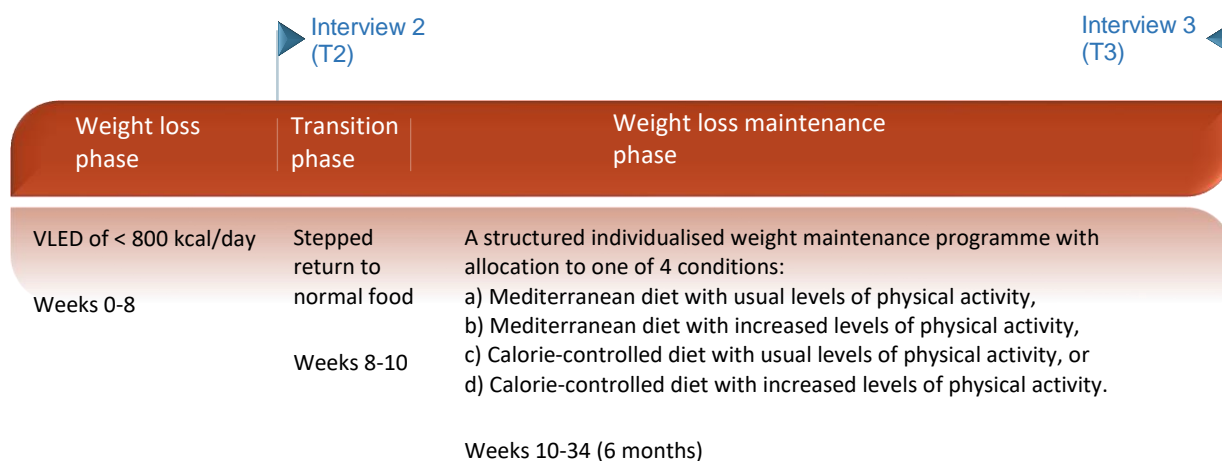 Interview 2
(T2)
Interview 3
(T3)
Weight loss
phase
Transition
phase
Weight loss maintenance
phase
VLED of < 800 kcal/day
Weeks 0-8
Stepped
return to
normal food
Weeks 8-10
A structured individualised weight maintenance programme with
allocation to one of 4 conditions:
a) Mediterranean diet with usual levels of physical activity,
b) Mediterranean diet with increased levels of physical activity,
c) Calorie-controlled diet with usual levels of physical activity, or
d) Calorie-controlled diet with increased levels of physical activity.
Weeks 10-34 (6 months)